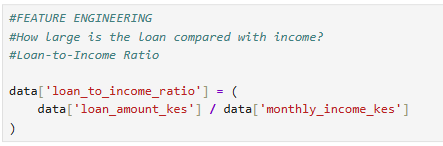 #FEATURE ENGINEERING
#How large is the loan compared with income?
#Loan-to-Income Ratio
data['loan_to_income_ratio'] = (
data['loan_amount_kes'] / data['monthly_income_kes']
)